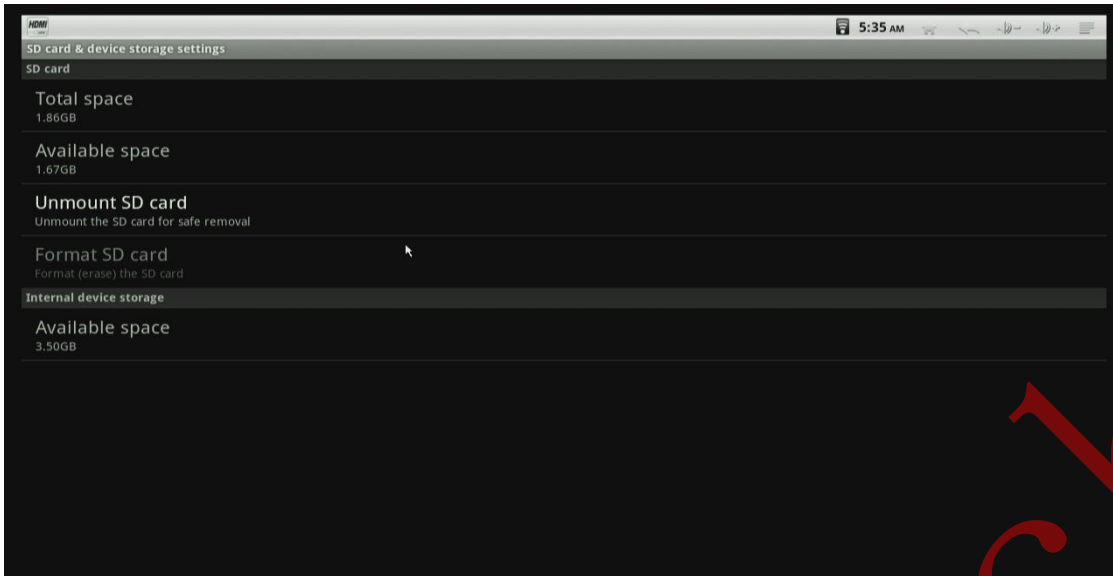 HDMI
5:35 AM
SD card & device storage settings
SD card
Total space
1.86GB
Available space
1.67GB
Unmount SD card
Unmount the SD card for safe removal
Format SD card
Format (erase) the SD card
Internal device storage
Available space
3.50GB